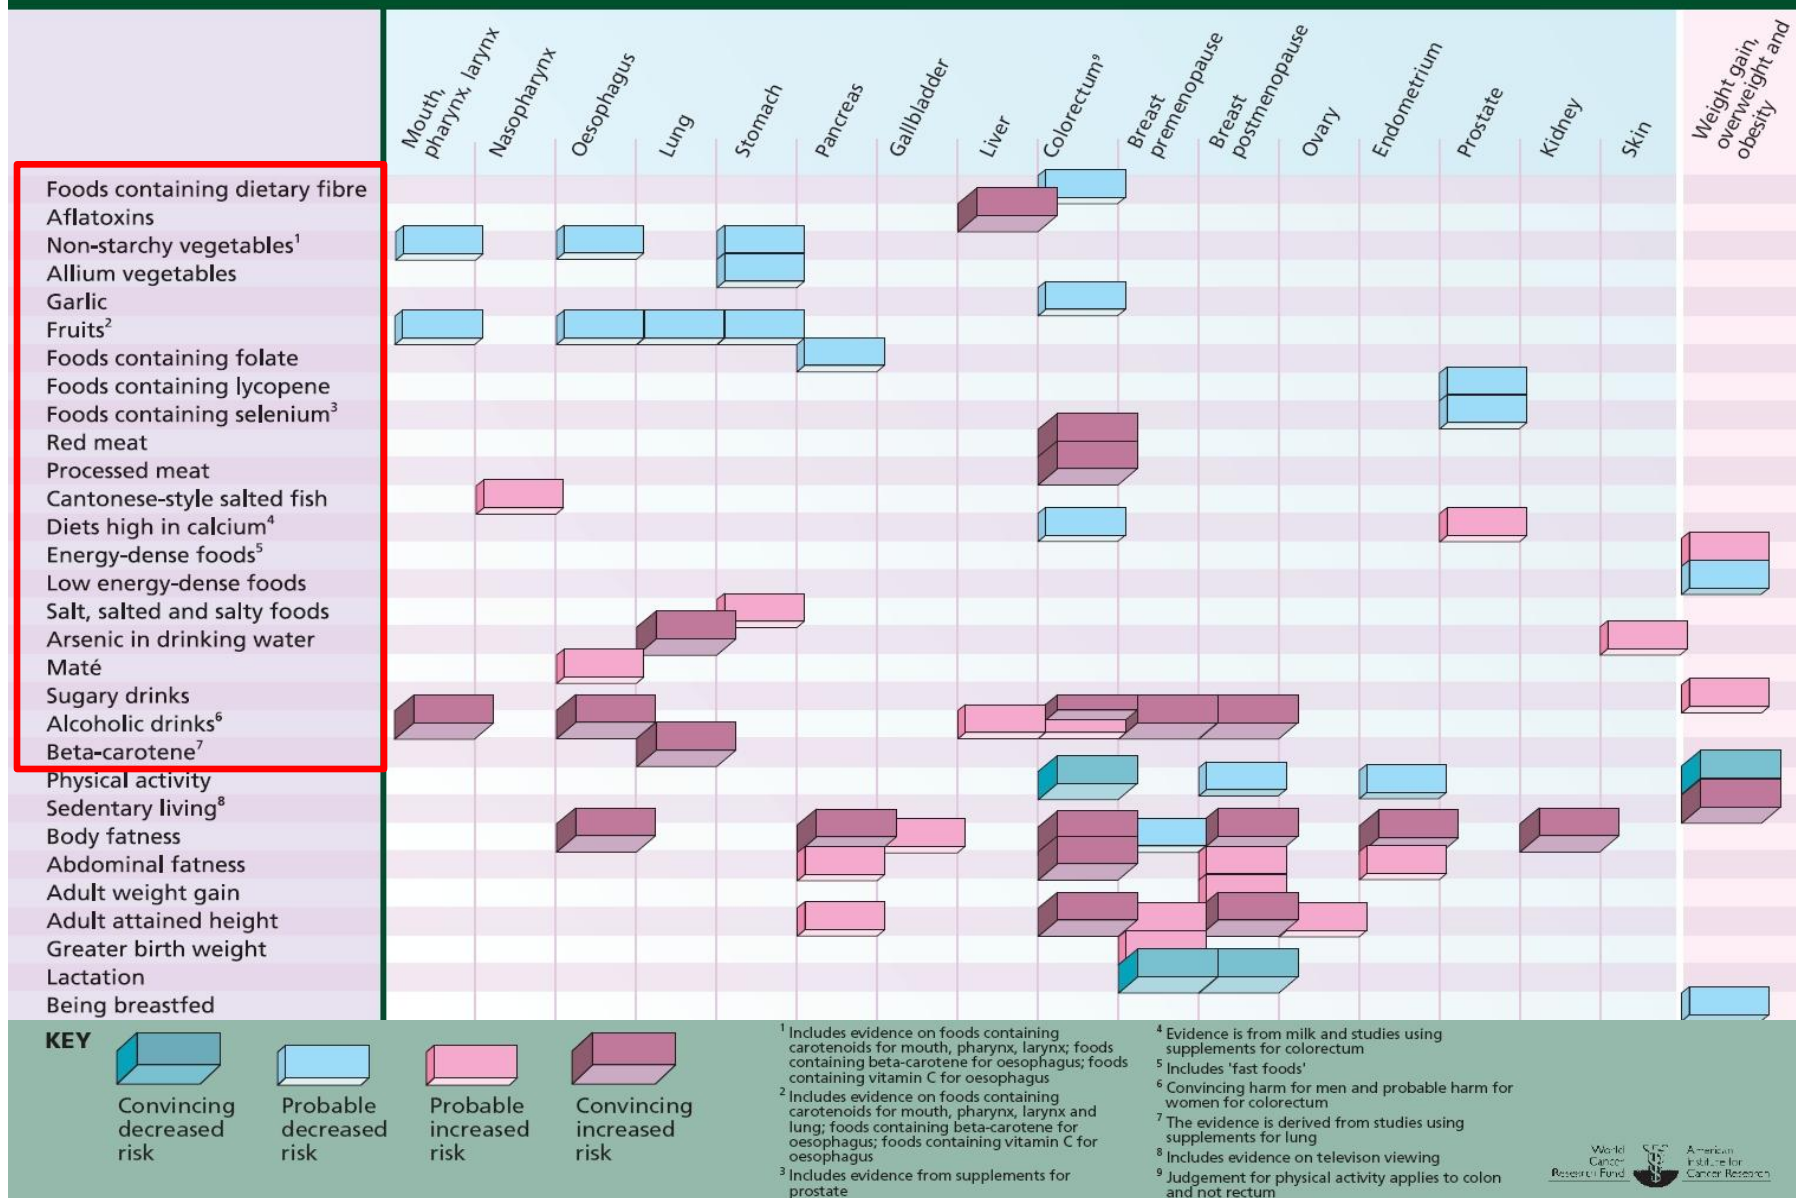 Mouth,
pharynx, larynx
Nasopharynx
Oesophagus
Lung
Stomach
Pancreas
Gallbladder
Liver
Colorectum⁹
Breast
premenopause
Breast
postmenopause
Ovary
Endometrium
Prostate
Kidney
Skin
Weight gain,
overweight and
obesity
Foods containing dietary fibre
Aflatoxins
Non-starchy vegetables¹
Allium vegetables
Garlic
Fruits²
Foods containing folate
Foods containing lycopene
Foods containing selenium³
Red meat
Processed meat
Cantonese-style salted fish
Diets high in calcium⁴
Energy-dense foods⁵
Low energy-dense foods
Salt, salted and salty foods
Arsenic in drinking water
Maté
Sugary drinks
Alcoholic drinks⁶
Beta-carotene⁷
Physical activity
Sedentary living⁸
Body fatness
Abdominal fatness
Adult weight gain
Adult attained height
Greater birth weight
Lactation
Being breastfed
KEY
Convincing
decreased
risk
Probable
decreased
risk
Probable
increased
risk
Convincing
increased
risk
¹ Includes evidence on foods containing
carotenoids for mouth, pharynx, larynx; foods
containing beta-carotene for oesophagus; foods
containing vitamin C for oesophagus
² Includes evidence on foods containing
carotenoids for mouth, pharynx, larynx and
lung; foods containing beta-carotene for
oesophagus; foods containing vitamin C for
oesophagus
³ Includes evidence from supplements for
prostate
⁴ Evidence is from milk and studies using
supplements for colorectum
⁵ Includes 'fast foods'
⁶ Convincing harm for men and probable harm for
women for colorectum
⁷ The evidence is derived from studies using
supplements for lung
⁸ Includes evidence on televison viewing
⁹ Judgement for physical activity applies to colon
and not rectum
World
Cancer
Research Fund
American
Institute for
Cancer Research